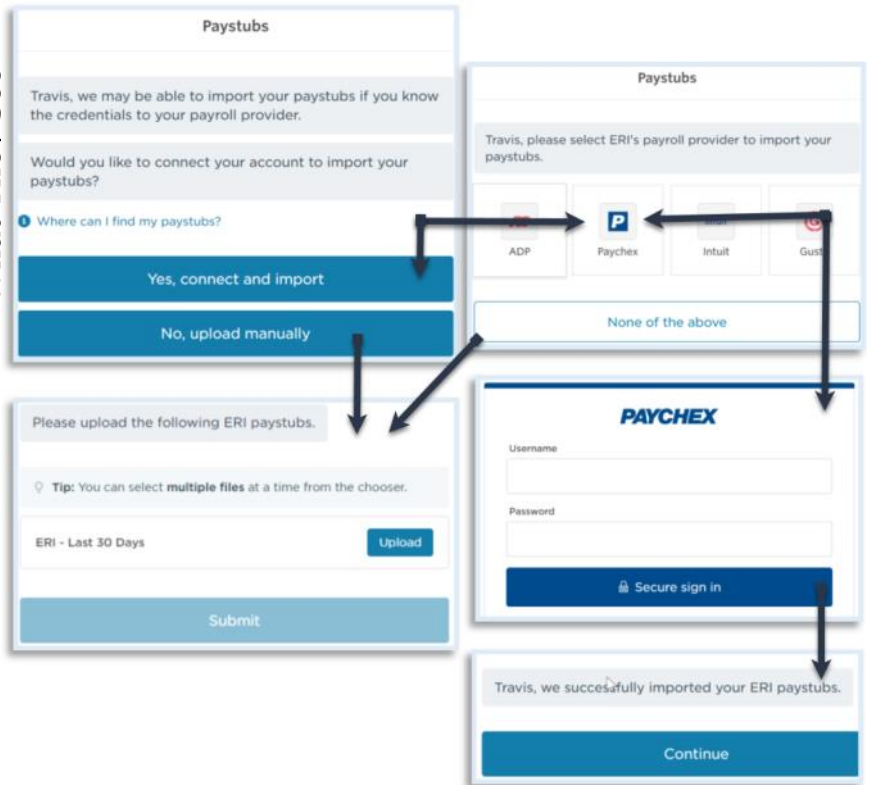 Paystubs
Travis, we may be able to import your paystubs if you know
the credentials to your payroll provider.
Would you like to connect your account to import your
paystubs?
Where can I find my paystubs?
Yes, connect and import
No, upload manually
Please upload the following ERI paystubs.
Tip: You can select multiple files at a time from the chooser.
ERI - Last 30 Days
Upload
Submit
Paystubs
Travis, please select ERI's payroll provider to import your
paystubs.
P
ADP
Paychex
Intuit
Gust
None of the above
PAYCHEX
Username
Password
Secure sign in
Travis, we successfully imported your ERI paystubs.
Continue